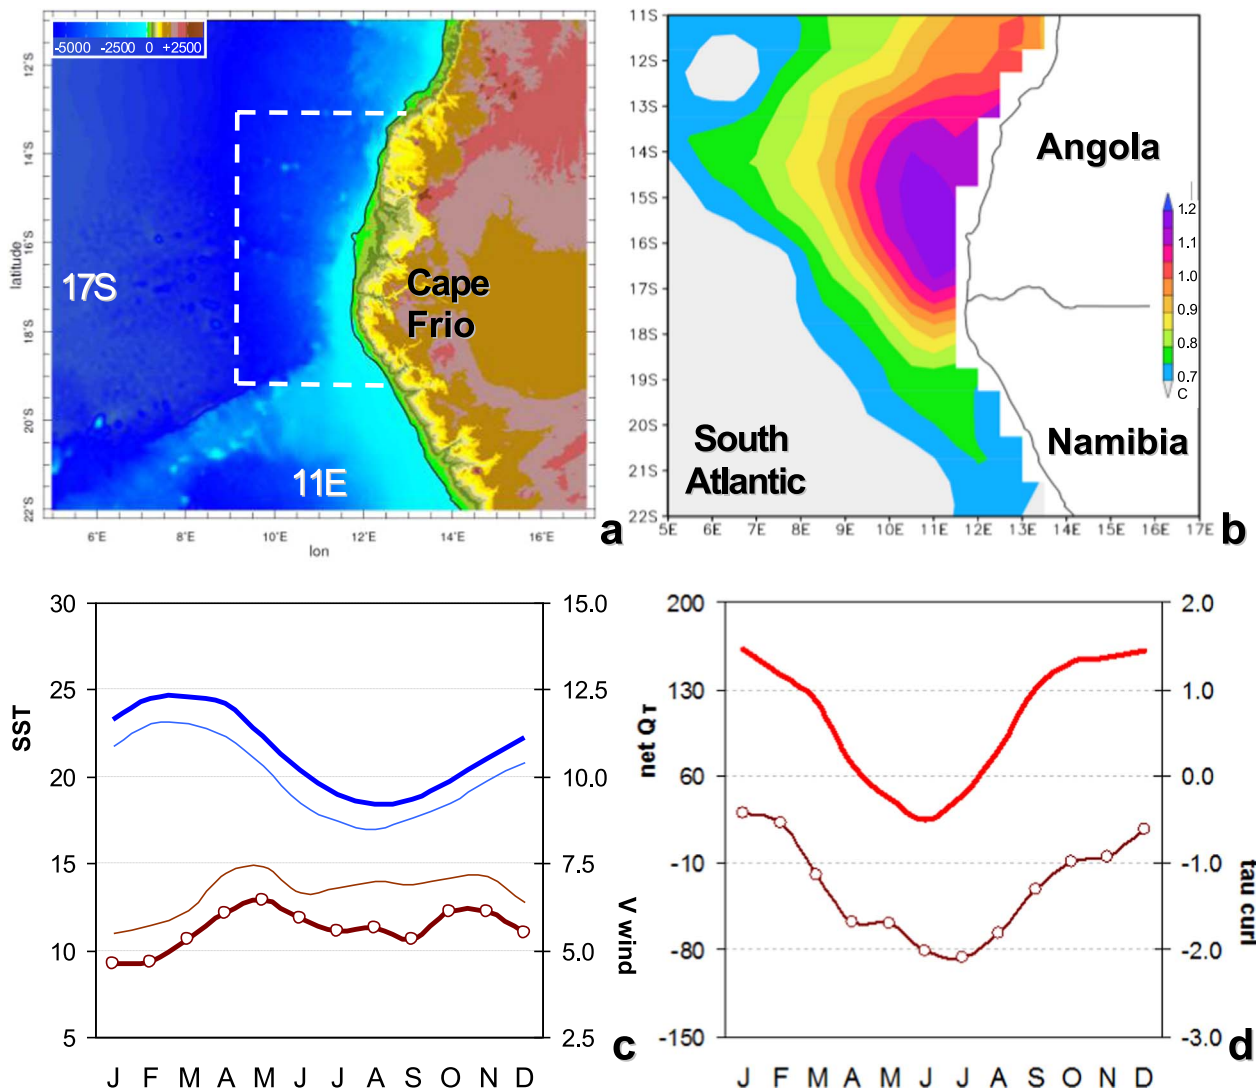 -5000 -2500 0 +2500
12°S
14°S
16°S
18°S
20°S
22°S
latitude
17S
Cape
Frio
11E
6°E 8°E 10°E 12°E 14°E 16°E
lon
a
11S
12S
13S
14S
15S
16S
17S
18S
19S
20S
21S
22S
Angola
Namibia
South
Atlantic
1.2
1.1
1.0
0.9
0.8
0.7
C
5E 6E 7E 8E 9E 10E 11E 12E 13E 14E 15E 16E 17E
b
30
25
20
15
10
5
SST
15.0
12.5
10.0
7.5
5.0
2.5
V wind
J F M A M J J A S O N D
c
200
130
60
-10
-80
-150
net QT
2.0
1.0
0.0
-1.0
-2.0
-3.0
tau curl
J F M A M J J A S O N D
d